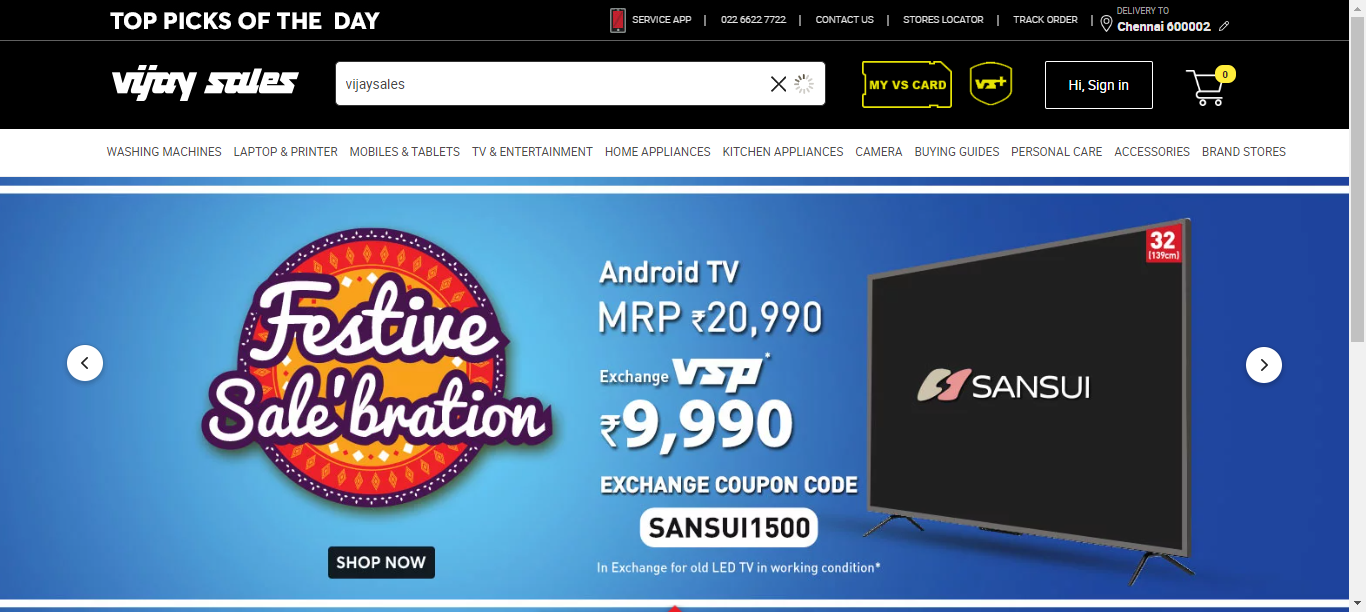 TOP PICKS OF THE DAY
SERVICE APP | 022 6622 7722 | CONTACT US | STORES LOCATOR | TRACK ORDER |
DELIVERY TO
Chennai 600002
vijay sales
vijaysales
MY VS CARD
VS+
Hi, Sign in
0
WASHING MACHINES LAPTOP & PRINTER MOBILES & TABLETS TV & ENTERTAINMENT HOME APPLIANCES KITCHEN APPLIANCES CAMERA BUYING GUIDES PERSONAL CARE ACCESSORIES BRAND STORES
Festive
Sale'bration
SHOP NOW
Android TV
MRP ₹20,990
Exchange VSP*
₹9,990
EXCHANGE COUPON CODE
SANSUI1500
In Exchange for old LED TV in working condition*
32
(139cm)
SANSUI